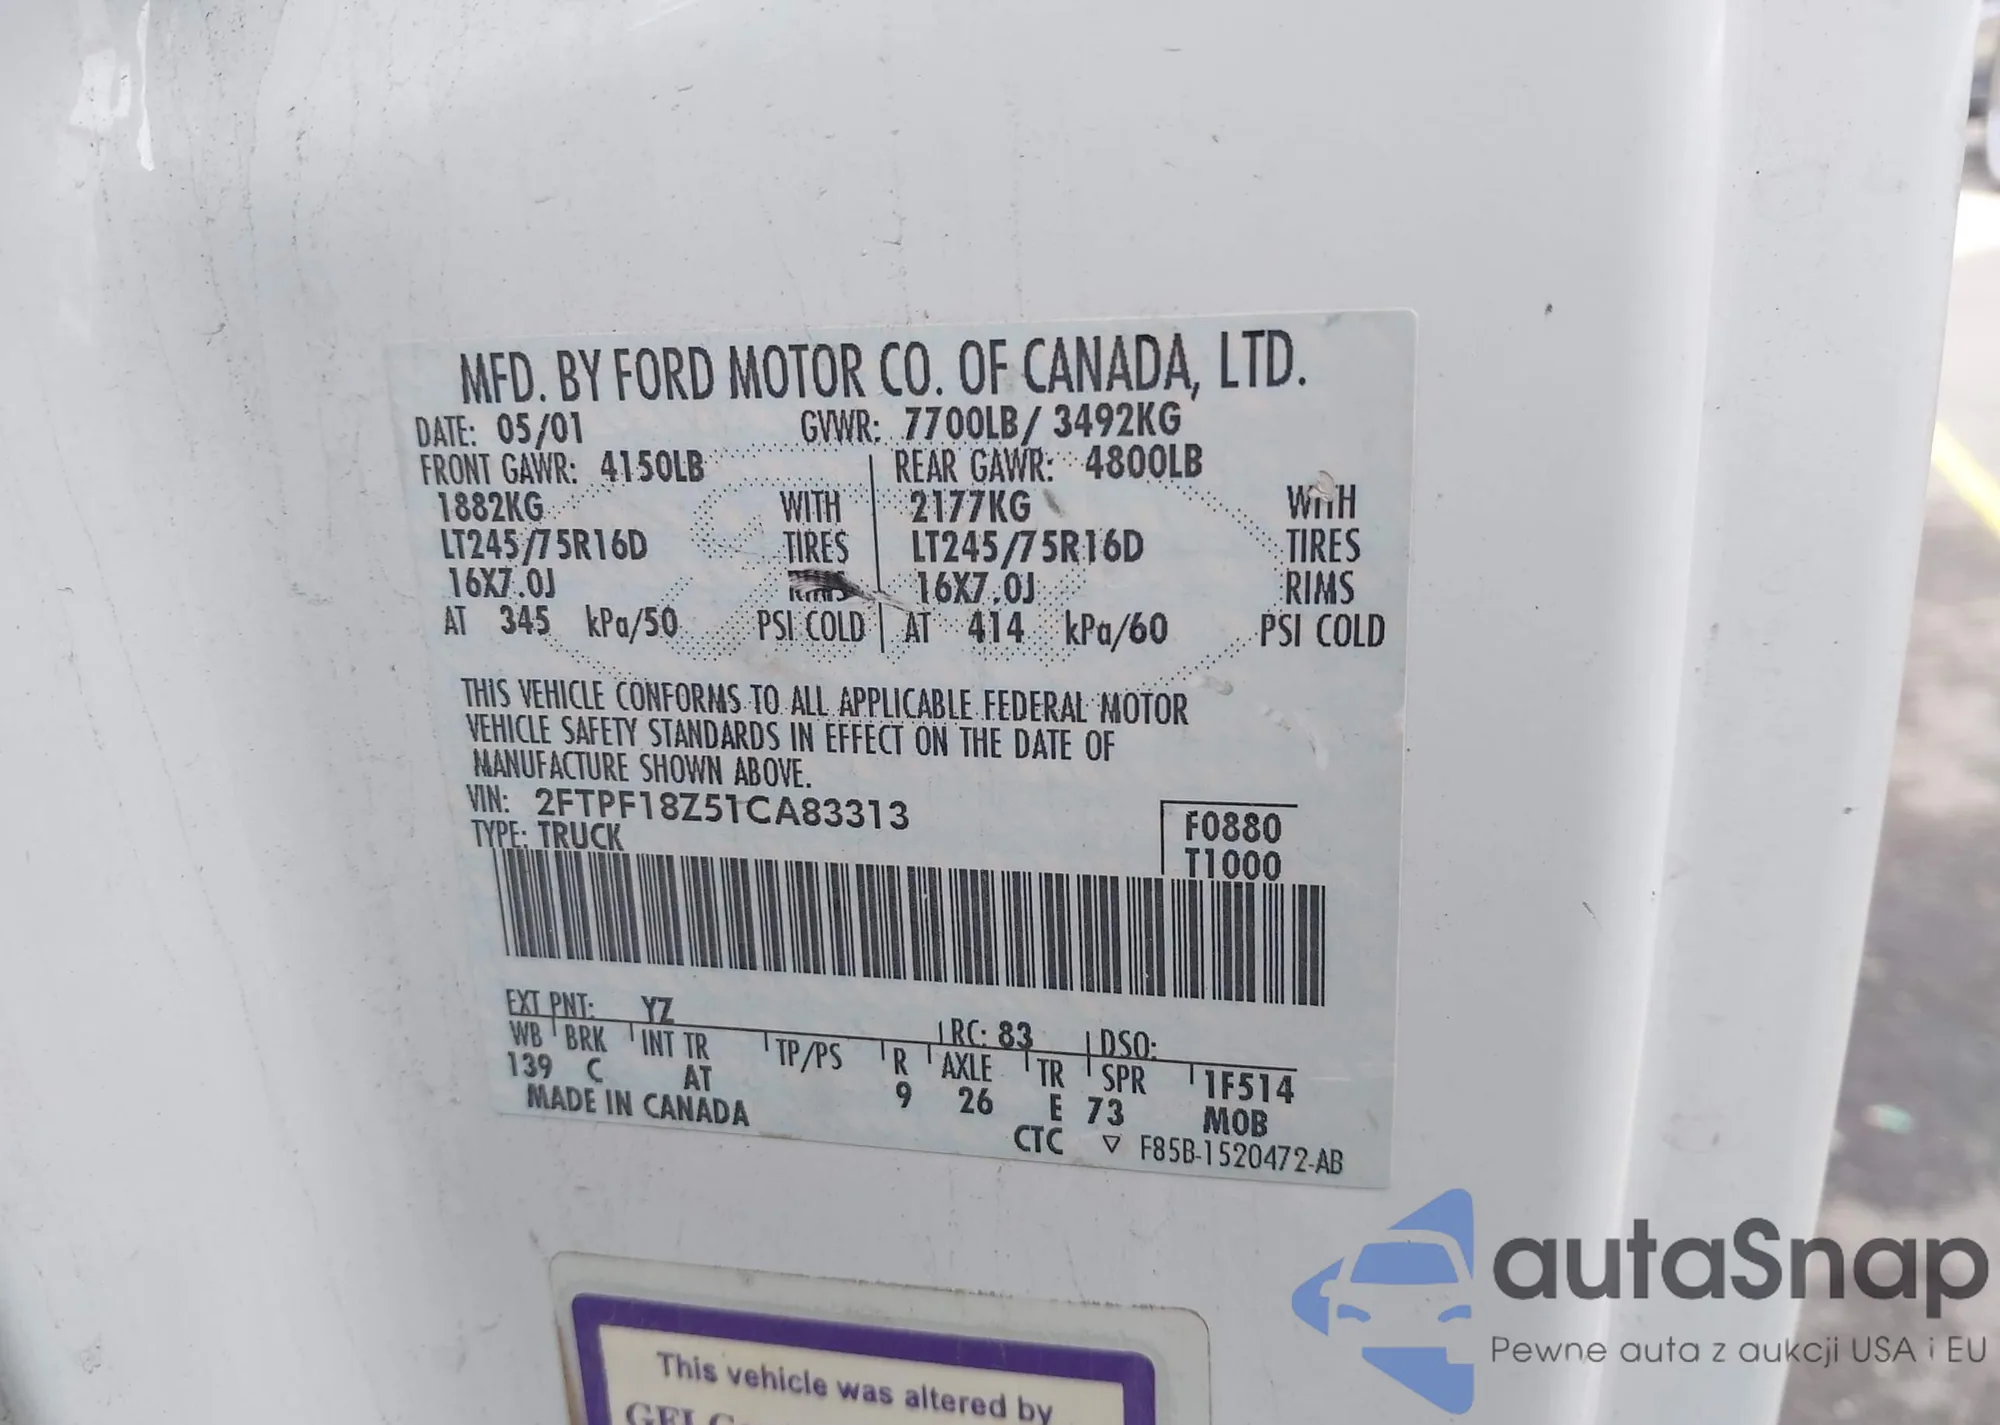 MFD. BY FORD MOTOR CO. OF CANADA, LTD.
DATE: 05/01 GVWR: 7700LB/ 3492KG
FRONT GAWR: 4150LB REAR GAWR: 4800LB
1882KG WITH 2177KG WITH
LT245/75R16D TIRES LT245/75R16D TIRES
16X7.0J RIMS 16X7.0J RIMS
AT 345 kPa/50 PSI COLD AT 414 kPa/60 PSI COLD
THIS VEHICLE CONFORMS TO ALL APPLICABLE FEDERAL MOTOR
VEHICLE SAFETY STANDARDS IN EFFECT ON THE DATE OF
MANUFACTURE SHOWN ABOVE.
VIN: 2FTPF18Z51CA83313 F0880
TYPE: TRUCK T1000
EXT PNT: YZ RC: 83 DSO:
WB BRK INT TR TP/PS R AXLE TR SPR 1F514
139 C AT 9 26 E 73 MOB
MADE IN CANADA CTC ▽ F85B-1520472-AB
This vehicle was altered by
autaSnap
Pewne auta z aukcji USA i EU